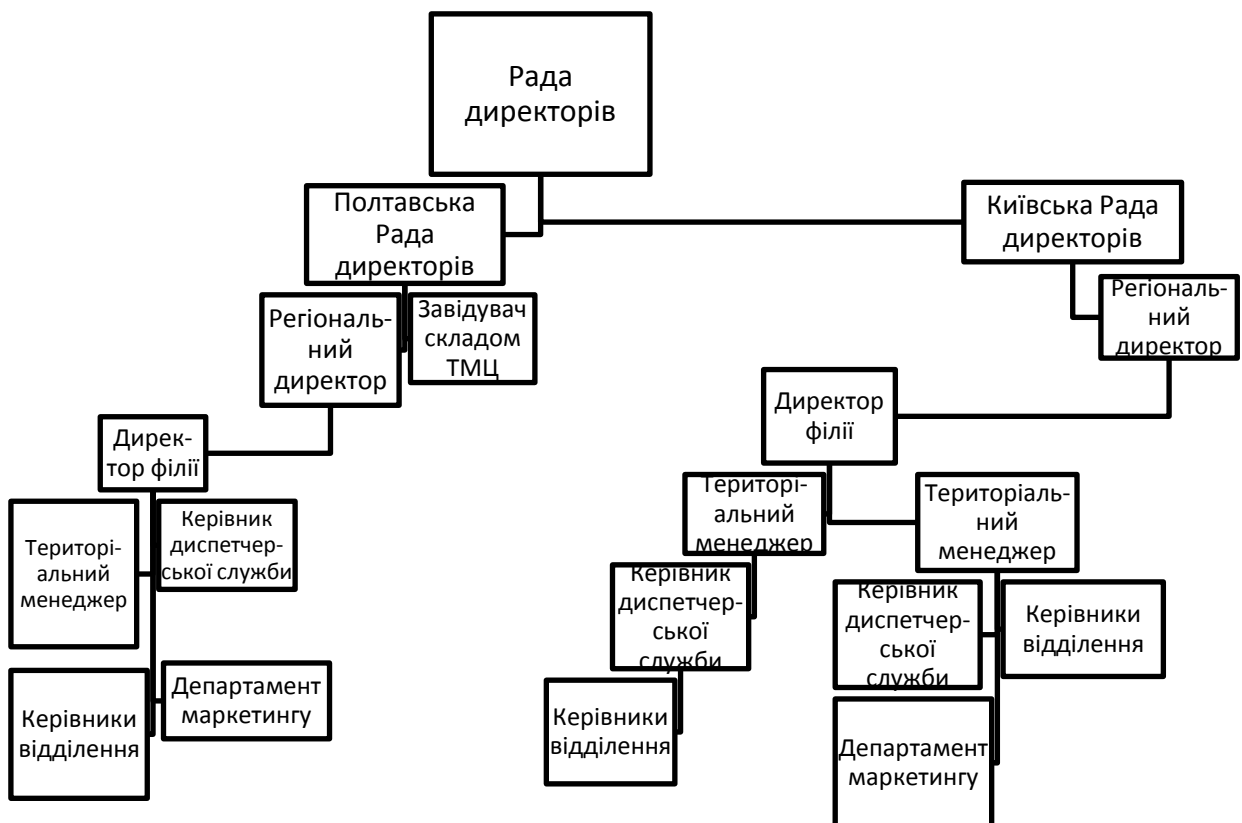 Рада
директорів
Полтавська
Рада
директорів
Київська Рада
директорів
Регіональ-
ний
директор
Завідувач
складом
ТМЦ
Регіональ-
ний
директор
Директор
філії
Дирек-
тор філії
Територі-
альний
менеджер
Керівник
диспетчер-
ської служби
Керівники
відділення
Департамент
маркетингу
Територі-
альний
менеджер
Територіаль-
ний
менеджер
Керівник
диспетчер-
ської
служби
Керівники
відділення
Керівник
диспетчер-
ської
служби
Керівники
відділення
Департамент
маркетингу